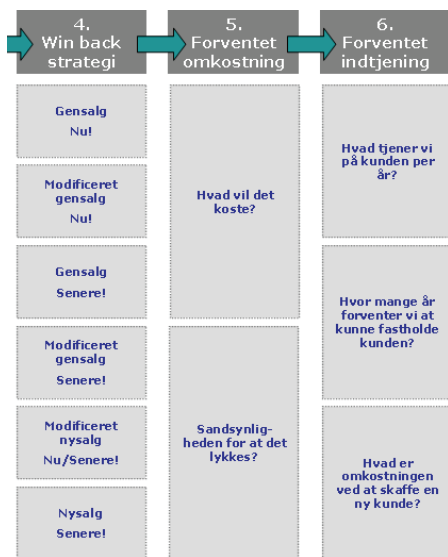 4.
Win back
strategi
Gensalg
Nu!
Modificeret
gensalg
Nu!
Gensalg
Senere!
Modificeret
gensalg
Senere!
Modificeret
nysalg
Nu/Senere!
Nysalg
Senere!
5.
Forventet
omkostning
Hvad vil det
koste?
Sandsynlig-
heden for at det
lykkes?
6.
Forventet
indtjening
Hvad tjener vi
på kunden per
år?
Hvor mange år
forventer vi at
kunne fastholde
kunden?
Hvad er
omkostningen
ved at skaffe en
ny kunde?